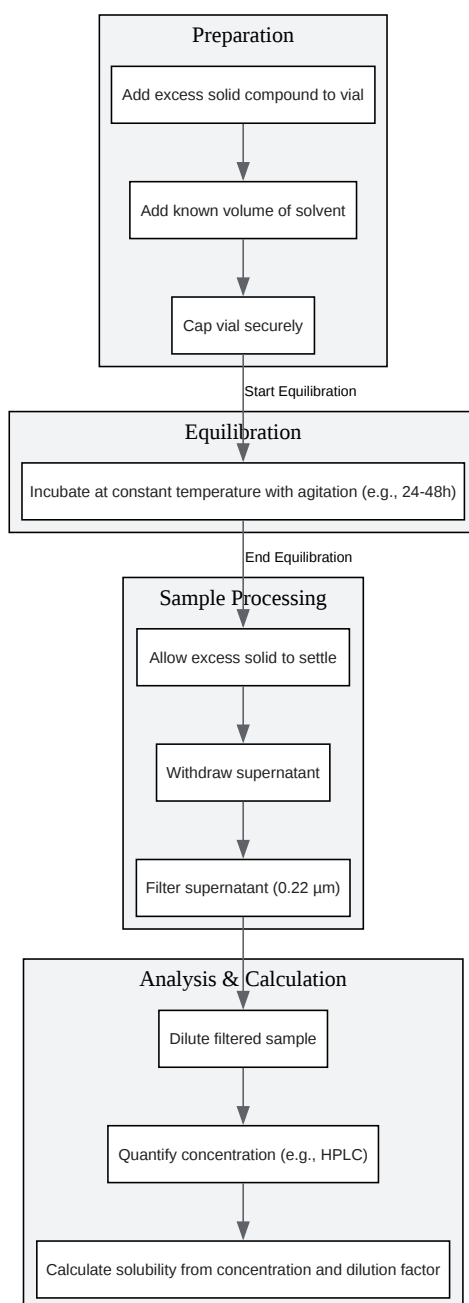 Preparation
Add excess solid compound to vial
Add known volume of solvent
Cap vial securely
Start Equilibration
Equilibration
Incubate at constant temperature with agitation (e.g., 24-48h)
End Equilibration
Sample Processing
Allow excess solid to settle
Withdraw supernatant
Filter supernatant (0.22 µm)
Analysis & Calculation
Dilute filtered sample
Quantify concentration (e.g., HPLC)
Calculate solubility from concentration and dilution factor